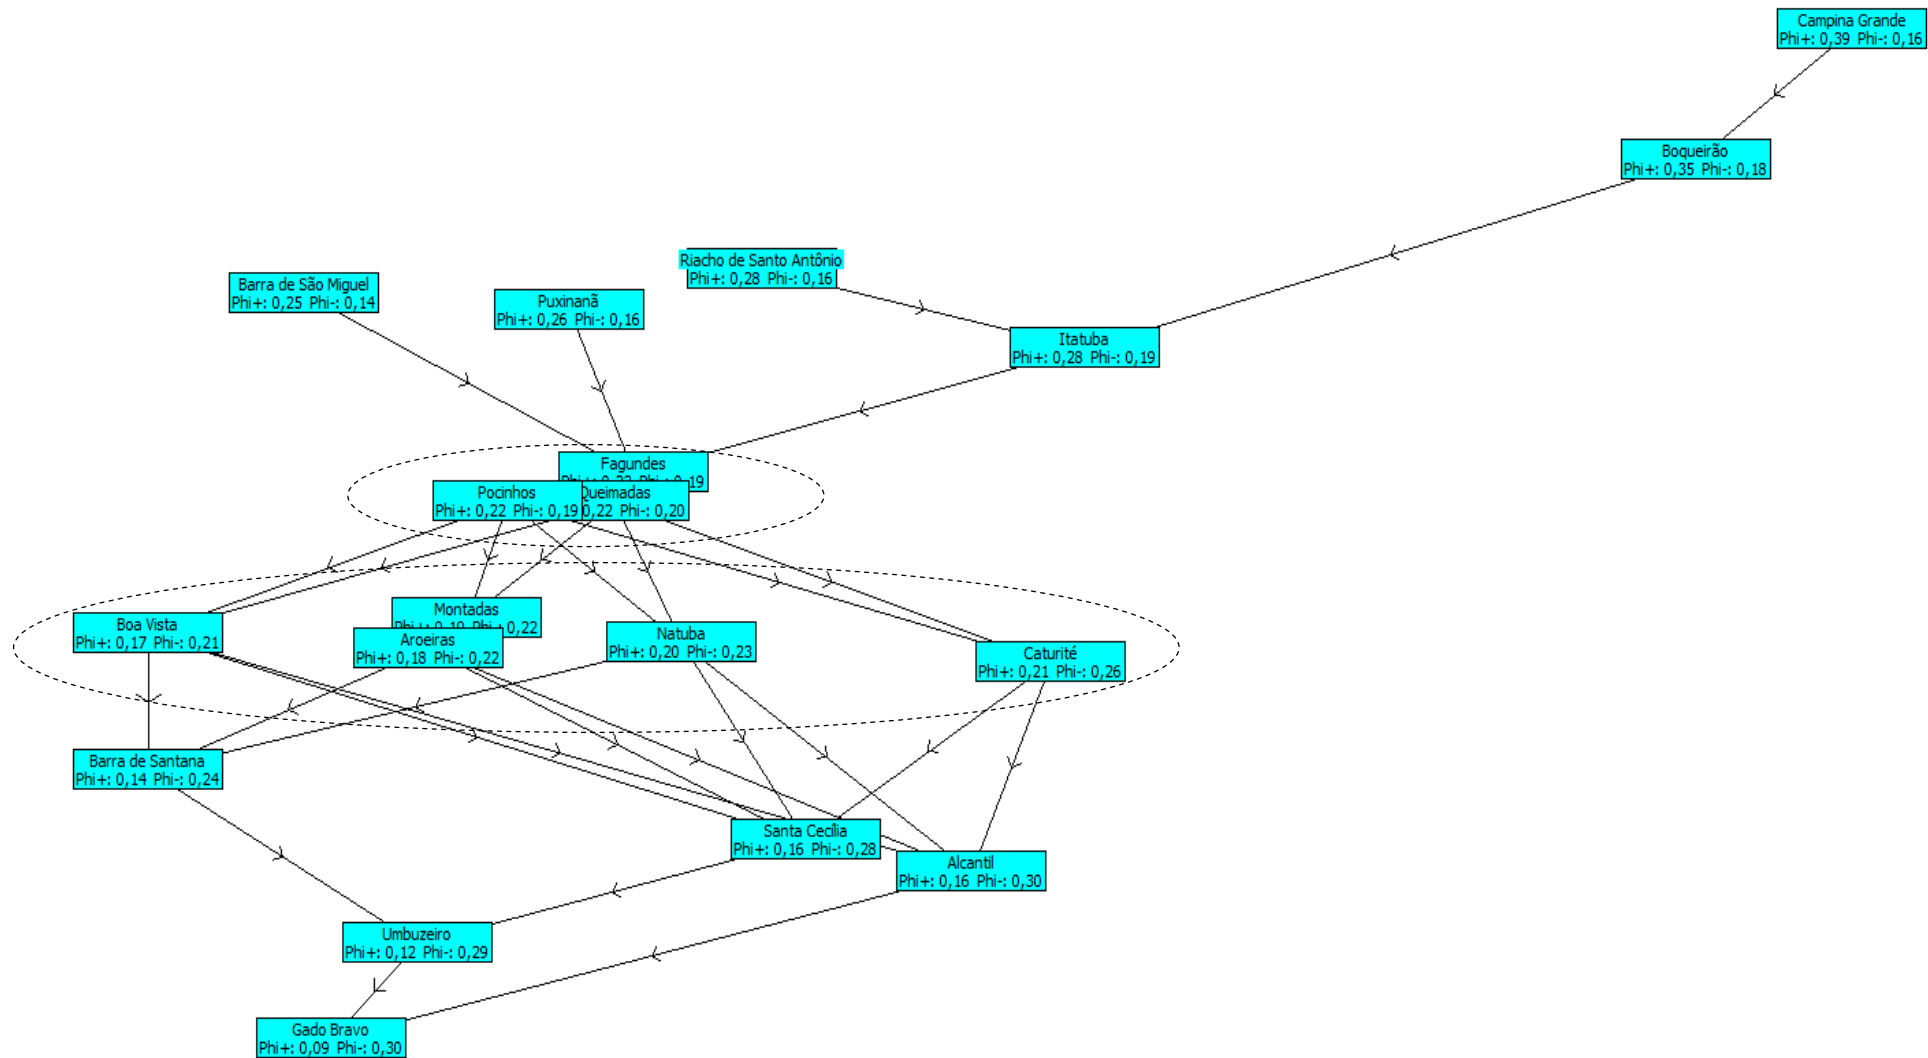 Campina Grande
Phi+: 0,39 Phi-: 0,16
Boqueirão
Phi+: 0,35 Phi-: 0,18
Riacho de Santo Antônio
Phi+: 0,28 Phi-: 0,16
Barra de São Miguel
Phi+: 0,25 Phi-: 0,14
Puxinanã
Phi+: 0,26 Phi-: 0,16
Itatuba
Phi+: 0,28 Phi-: 0,19
Fagundes
0,19
Pocinhos
Phi+: 0,22 Phi-: 0,19
Queimadas
0,22 Phi-: 0,20
Montadas
0,22
Boa Vista
Phi+: 0,17 Phi-: 0,21
Aroeiras
Phi+: 0,18 Phi-: 0,22
Natuba
Phi+: 0,20 Phi-: 0,23
Caturité
Phi+: 0,21 Phi-: 0,26
Barra de Santana
Phi+: 0,14 Phi-: 0,24
Santa Cecília
Phi+: 0,16 Phi-: 0,28
Alcantil
Phi+: 0,16 Phi-: 0,30
Umbuzeiro
Phi+: 0,12 Phi-: 0,29
Gado Bravo
Phi+: 0,09 Phi-: 0,30